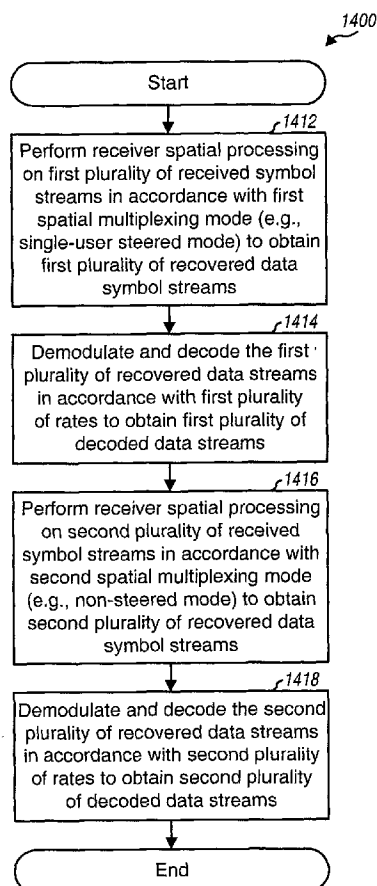 1400
Start
1412
Perform receiver spatial processing
on first plurality of received symbol
streams in accordance with first
spatial multiplexing mode (e.g.,
single-user steered mode) to obtain
first plurality of recovered data
symbol streams
1414
Demodulate and decode the first
plurality of recovered data streams
in accordance with first plurality
of rates to obtain first plurality of
decoded data streams
1416
Perform receiver spatial processing
on second plurality of received
symbol streams in accordance with
second spatial multiplexing mode
(e.g., non-steered mode) to obtain
second plurality of recovered data
symbol streams
1418
Demodulate and decode the second
plurality of recovered data streams
in accordance with second plurality
of rates to obtain second plurality
of decoded data streams
End